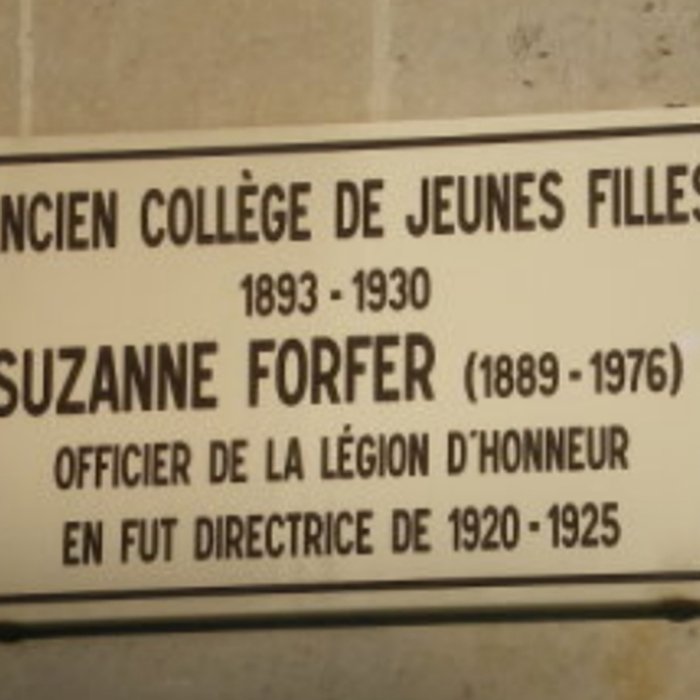 ANCIEN COLLÈGE DE JEUNES FILLES
1893 - 1930
SUZANNE FORFER (1889 - 1976)
OFFICIER DE LA LÉGION D'HONNEUR
EN FUT DIRECTRICE DE 1920 - 1925